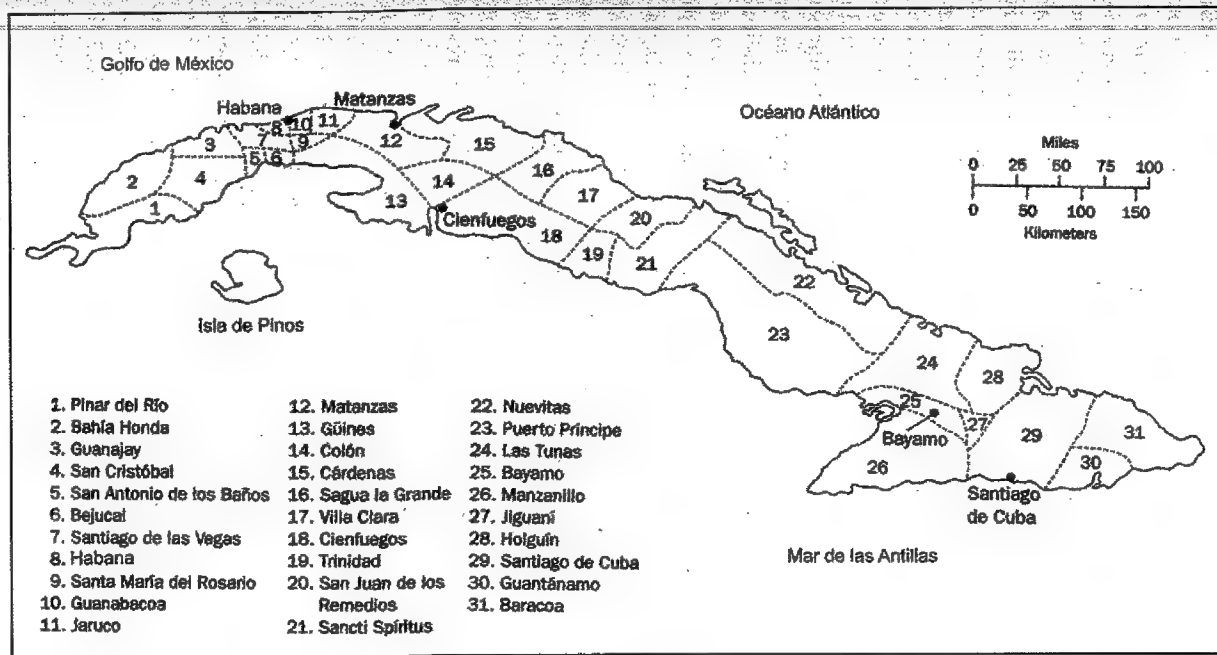 Golfo de México
Habana
Matanzas
Océano Atlántico
Miles
0 25 50 75 100
0 50 100 150
Kilometers
Cienfuegos
Isla de Pinos
Bayamo
Santiago
de Cuba
Mar de las Antillas
1
2
3
4
5
6
7
8
9
10
11
12
13
14
15
16
17
18
19
20
21
22
23
24
25
26
27
28
29
30
31
1. Pinar del Río
2. Bahía Honda
3. Guanajay
4. San Cristóbal
5. San Antonio de los Baños
6. Bejucal
7. Santiago de las Vegas
8. Habana
9. Santa María del Rosario
10. Guanabacoa
11. Jaruco
12. Matanzas
13. Güines
14. Colón
15. Cárdenas
16. Sagua la Grande
17. Villa Clara
18. Cienfuegos
19. Trinidad
20. San Juan de los
Remedios
21. Sancti Spíritus
22. Nuevitas
23. Puerto Príncipe
24. Las Tunas
25. Bayamo
26. Manzanillo
27. Jiguaní
28. Holguín
29. Santiago de Cuba
30. Guantánamo
31. Baracoa